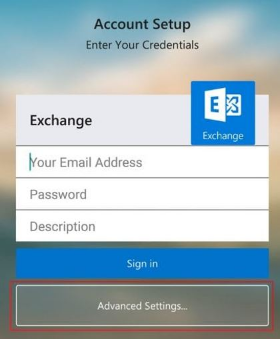 Account Setup
Enter Your Credentials
Exchange
E
Exchange
Your Email Address
Password
Description
Sign in
Advanced Settings...